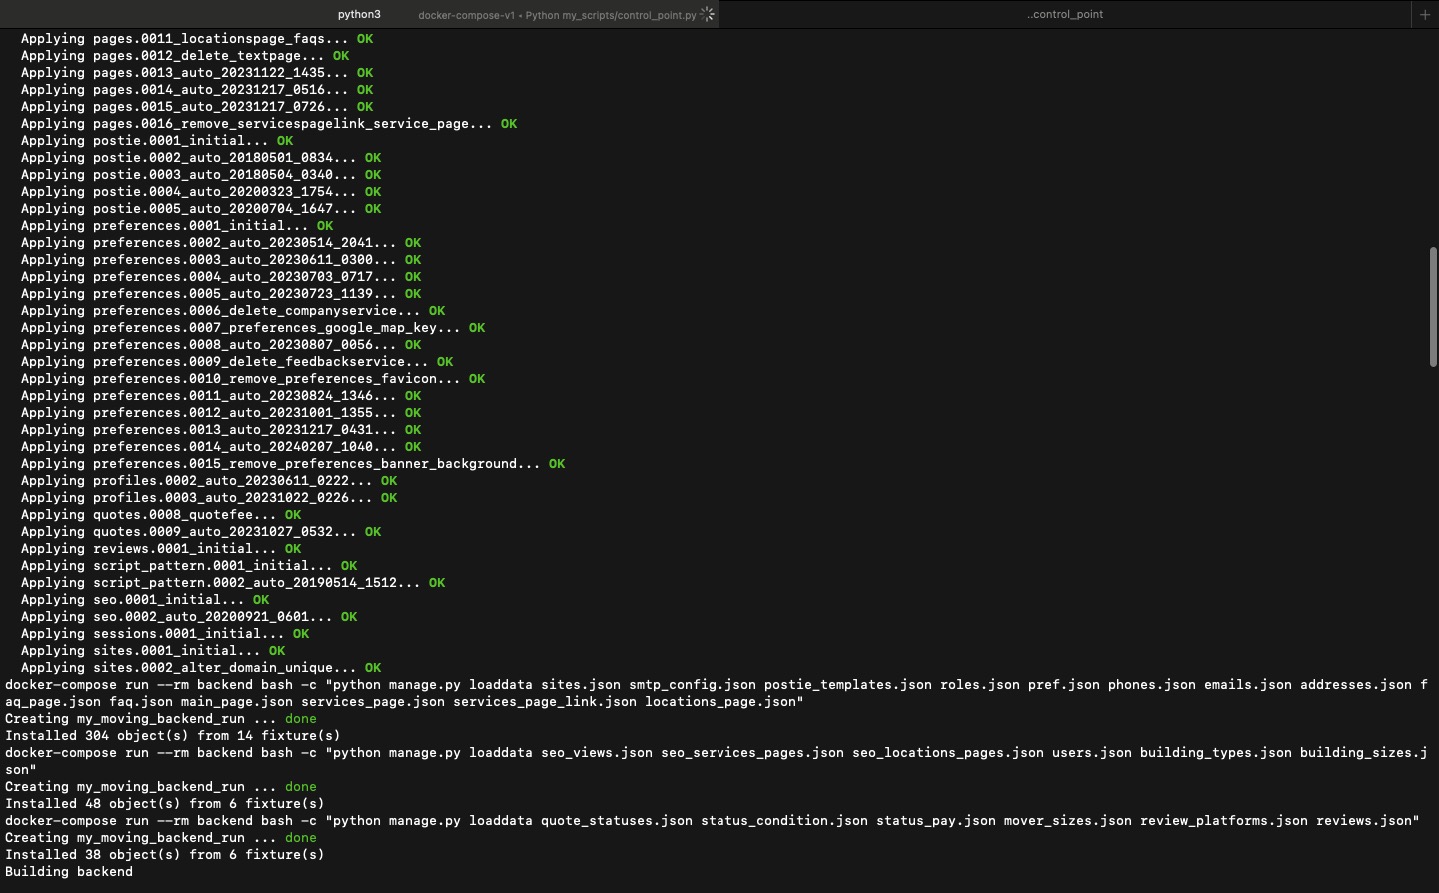 python3 docker-compose-v1 • Python my_scripts/control_point.py ..control_point +
Applying pages.0011_locationspage_faqs... OK
Applying pages.0012_delete_textpage... OK
Applying pages.0013_auto_20231122_1435... OK
Applying pages.0014_auto_20231217_0516... OK
Applying pages.0015_auto_20231217_0726... OK
Applying pages.0016_remove_servicespagelink_service_page... OK
Applying postie.0001_initial... OK
Applying postie.0002_auto_20180501_0834... OK
Applying postie.0003_auto_20180504_0340... OK
Applying postie.0004_auto_20200323_1754... OK
Applying postie.0005_auto_20200704_1647... OK
Applying preferences.0001_initial... OK
Applying preferences.0002_auto_20230514_2041... OK
Applying preferences.0003_auto_20230611_0300... OK
Applying preferences.0004_auto_20230703_0717... OK
Applying preferences.0005_auto_20230723_1139... OK
Applying preferences.0006_delete_companyservice... OK
Applying preferences.0007_preferences_google_map_key... OK
Applying preferences.0008_auto_20230807_0056... OK
Applying preferences.0009_delete_feedbackservice... OK
Applying preferences.0010_remove_preferences_favicon... OK
Applying preferences.0011_auto_20230824_1346... OK
Applying preferences.0012_auto_20231001_1355... OK
Applying preferences.0013_auto_20231217_0431... OK
Applying preferences.0014_auto_20240207_1040... OK
Applying preferences.0015_remove_preferences_banner_background... OK
Applying profiles.0002_auto_20230611_0222... OK
Applying profiles.0003_auto_20231022_0226... OK
Applying quotes.0008_quotefee... OK
Applying quotes.0009_auto_20231027_0532... OK
Applying reviews.0001_initial... OK
Applying script_pattern.0001_initial... OK
Applying script_pattern.0002_auto_20190514_1512... OK
Applying seo.0001_initial... OK
Applying seo.0002_auto_20200921_0601... OK
Applying sessions.0001_initial... OK
Applying sites.0001_initial... OK
Applying sites.0002_alter_domain_unique... OK
docker-compose run --rm backend bash -c "python manage.py loaddata sites.json smtp_config.json postie_templates.json roles.json pref.json phones.json emails.json addresses.json f
aq_page.json faq.json main_page.json services_page.json services_page_link.json locations_page.json"
Creating my_moving_backend_run ... done
Installed 304 object(s) from 14 fixture(s)
docker-compose run --rm backend bash -c "python manage.py loaddata seo_views.json seo_services_pages.json seo_locations_pages.json users.json building_types.json building_sizes.j
son"
Creating my_moving_backend_run ... done
Installed 48 object(s) from 6 fixture(s)
docker-compose run --rm backend bash -c "python manage.py loaddata quote_statuses.json status_condition.json status_pay.json mover_sizes.json review_platforms.json reviews.json"
Creating my_moving_backend_run ... done
Installed 38 object(s) from 6 fixture(s)
Building backend